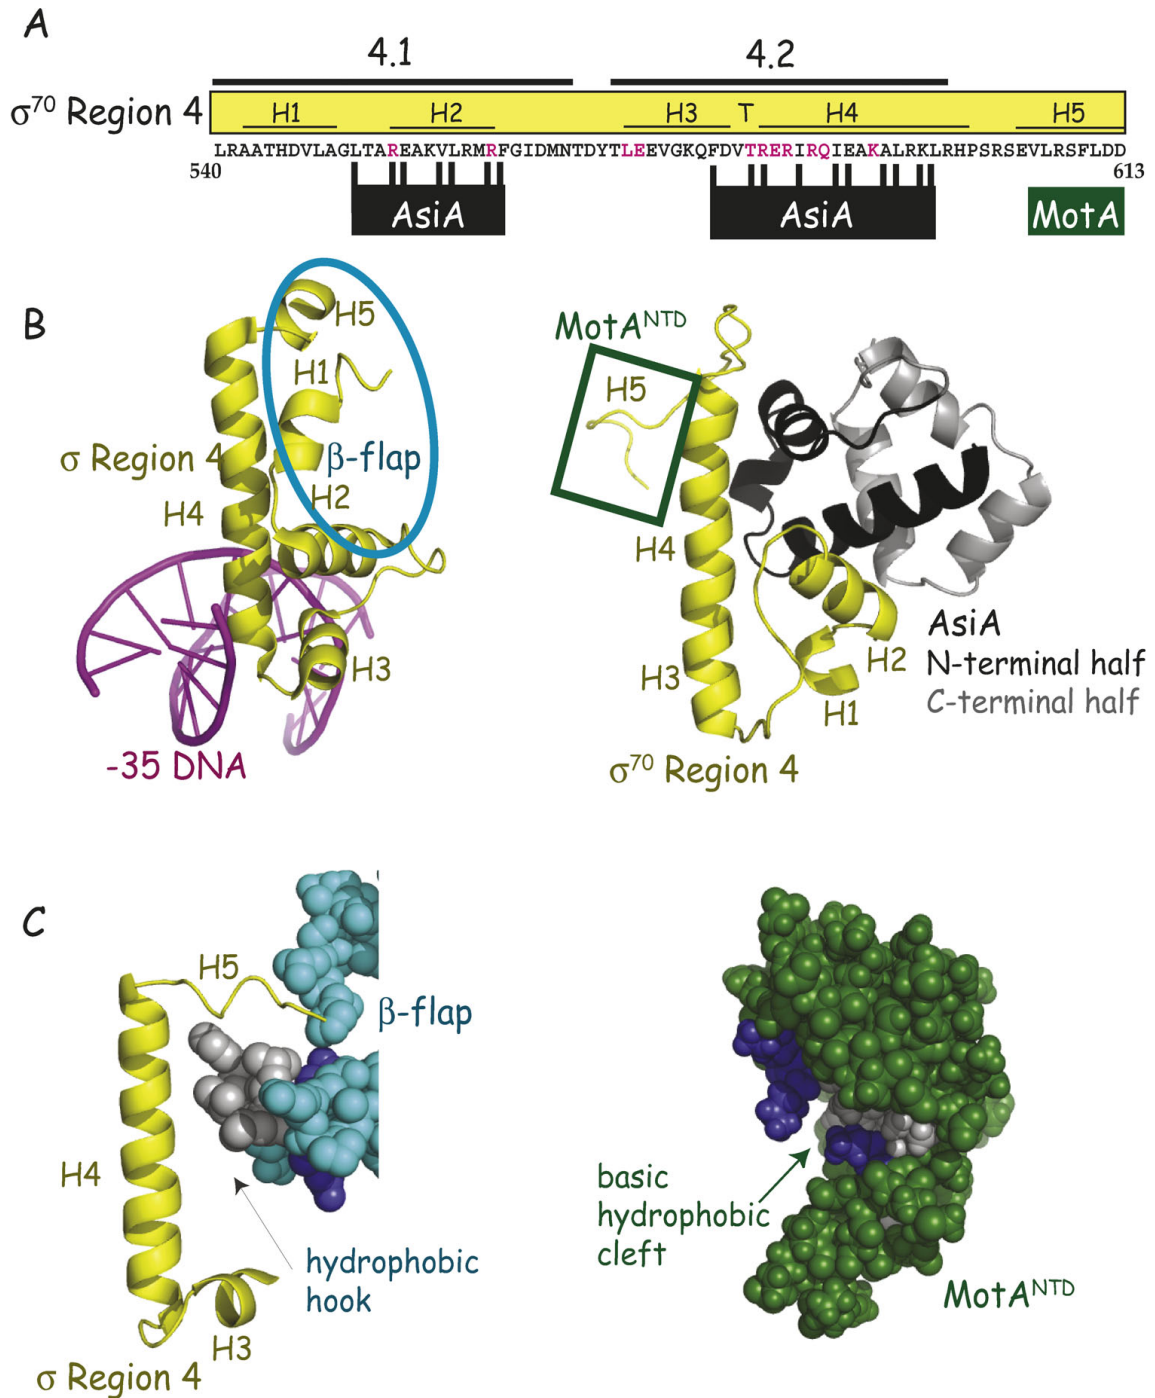 A
4.1
4.2
σ⁷⁰ Region 4
H1
H2
H3
T
H4
H5
LRAATHDVLAGLTAREAKVLRMRFGIDMNTDYTLEEVGKQFDVTRERIRQIEAKALRKLRHPSRSEVLRSFLDD
540
613
AsiA
AsiA
MotA
B
H5
H1
σ Region 4
β-flap
H2
H4
H3
-35 DNA
MotAᴺᵀᴰ
H5
H4
H3
H2
H1
AsiA
N-terminal half
C-terminal half
σ⁷⁰ Region 4
C
H5
β-flap
H4
hydrophobic
hook
H3
σ Region 4
basic
hydrophobic
cleft
MotAᴺᵀᴰ